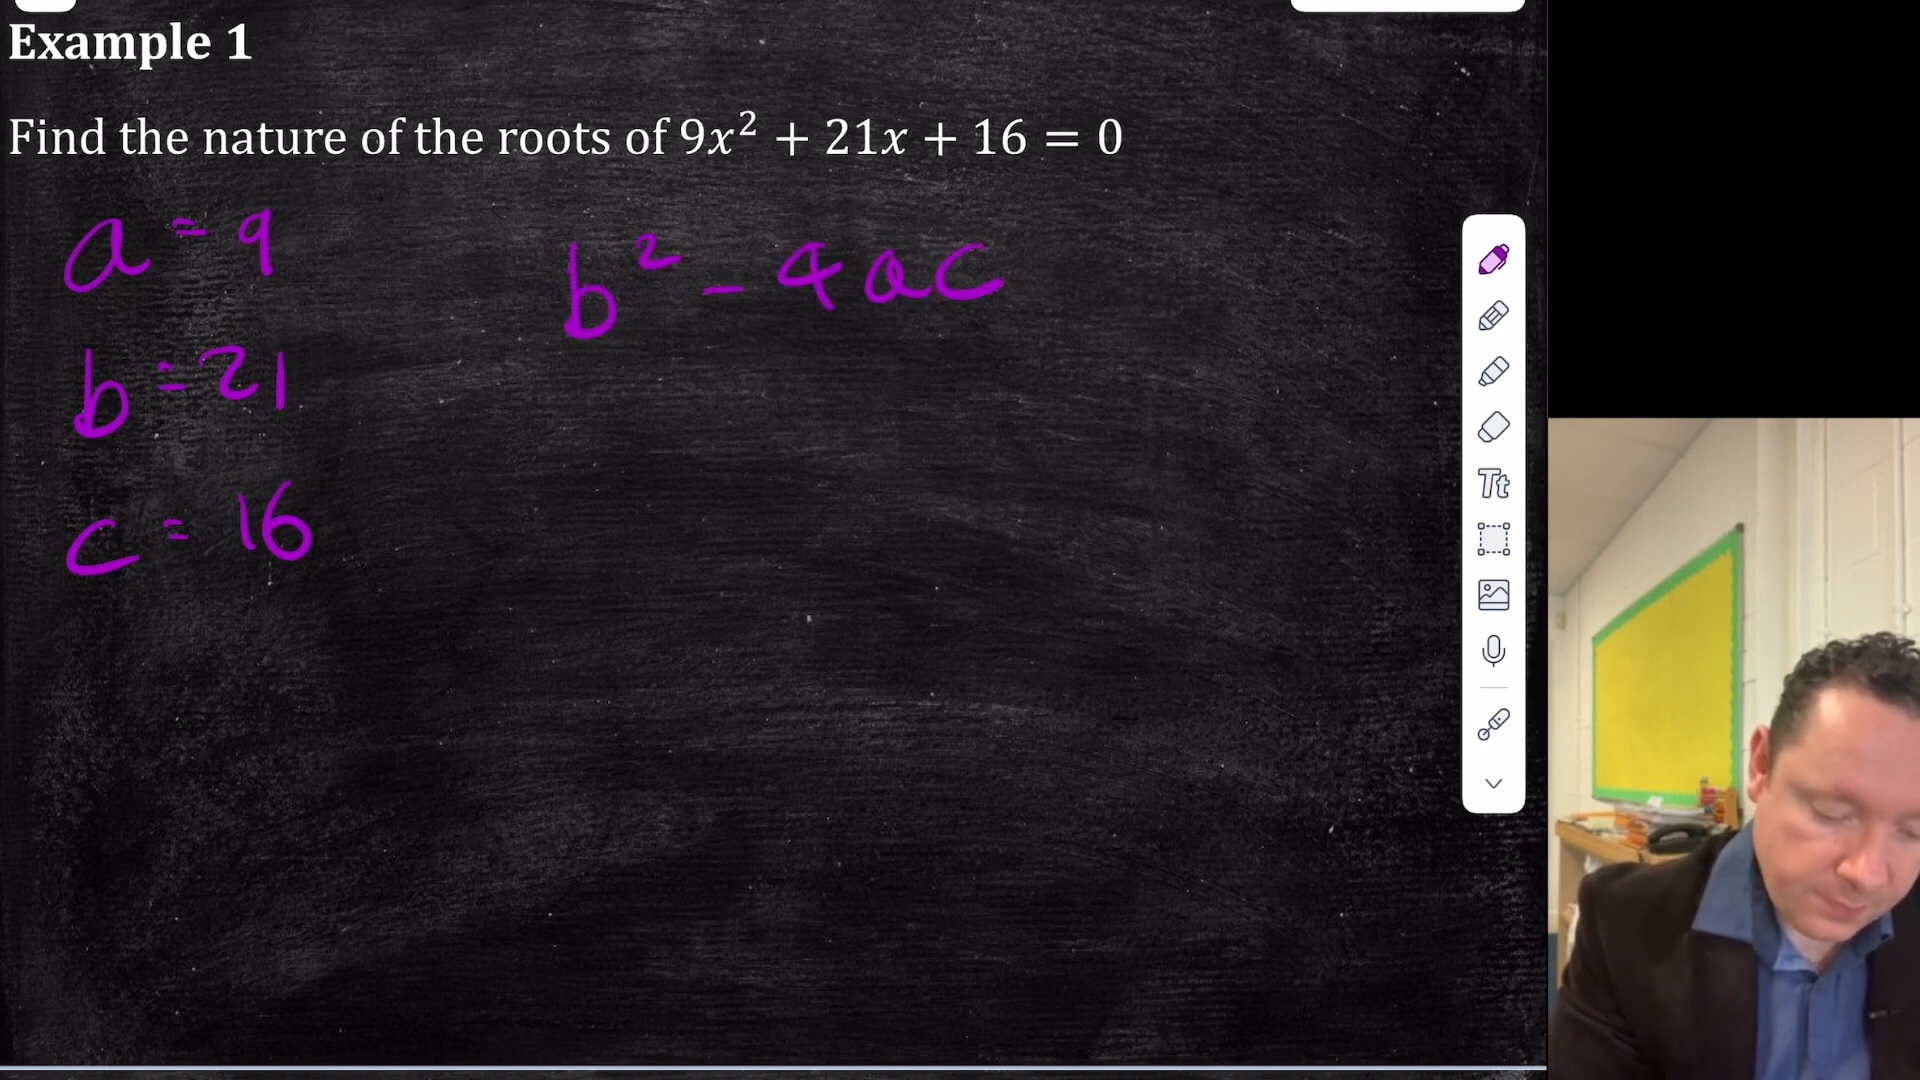 Example 1
Find the nature of the roots of 9x² + 21x + 16 = 0
a = 9
b² - 4ac
b = 21
c = 16
Tt